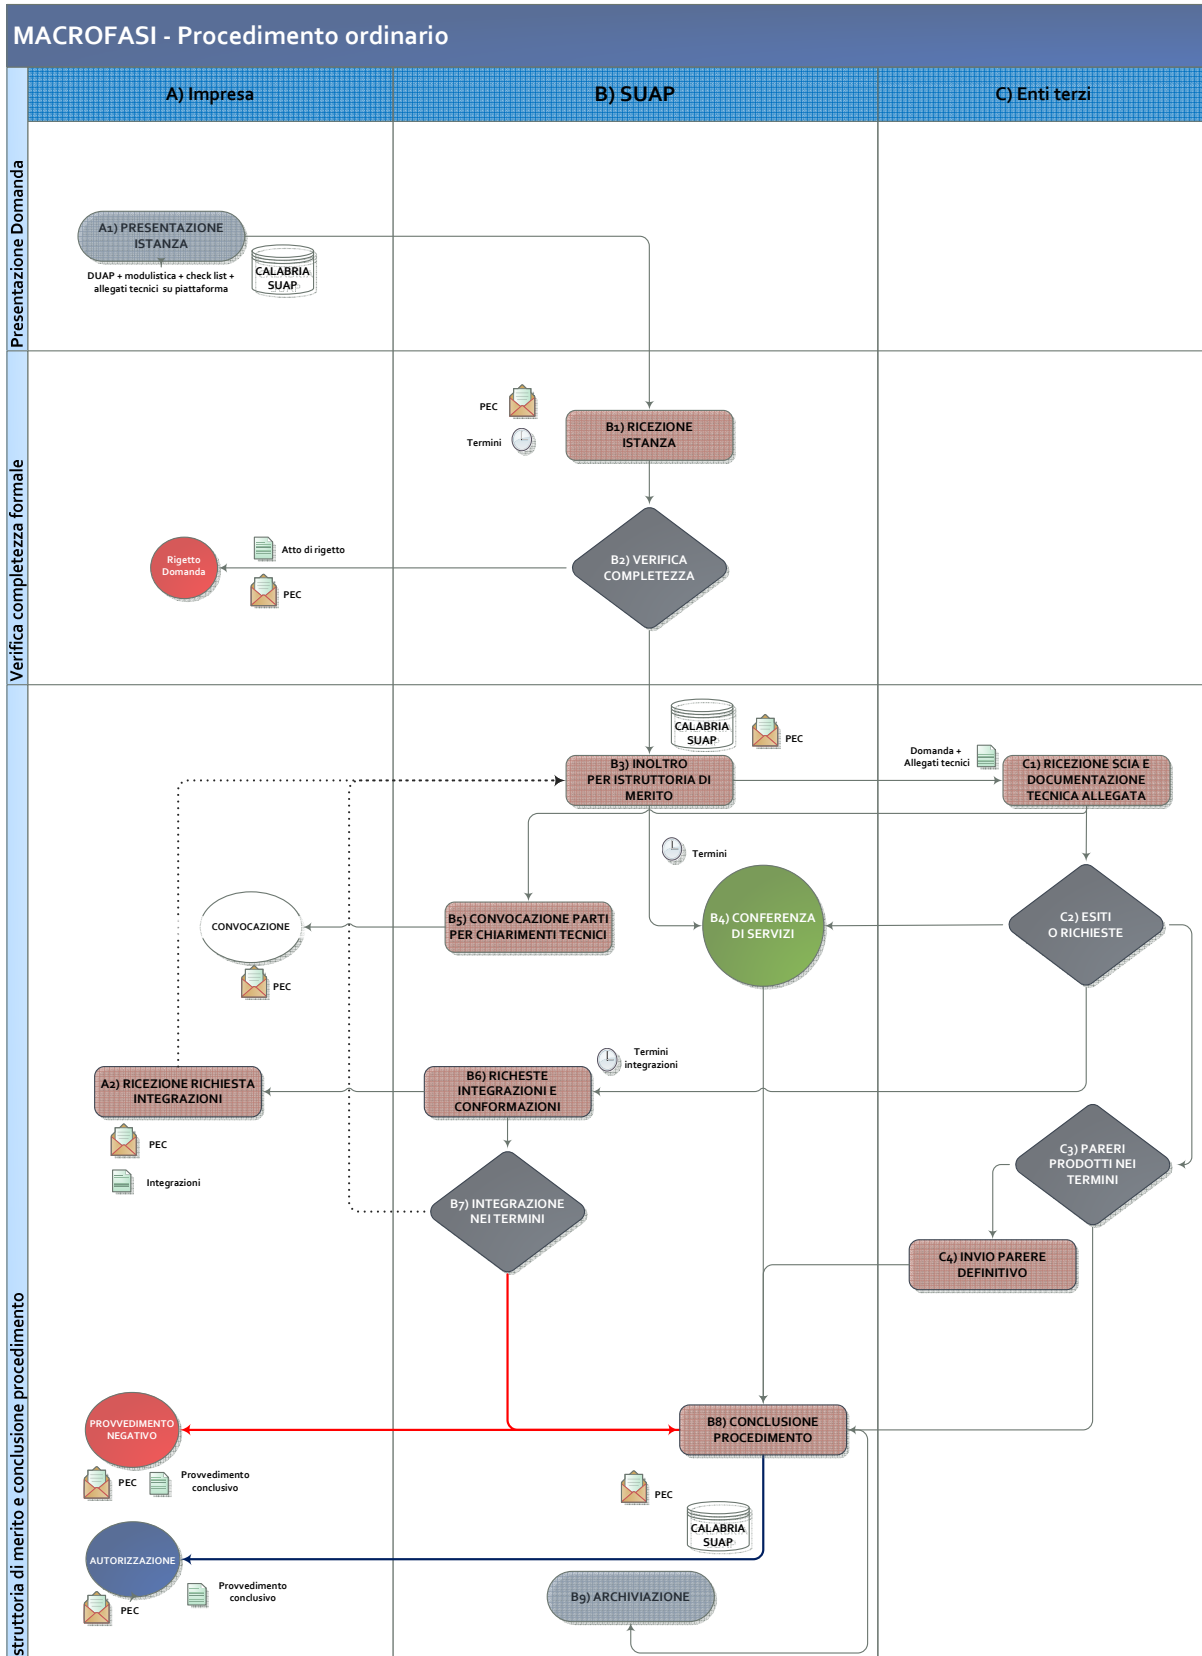 MACROFASI - Procedimento ordinario
A) Impresa
B) SUAP
C) Enti terzi
Presentazione Domanda
A1) PRESENTAZIONE
ISTANZA
DUAP + modulistica + check list +
allegati tecnici su piattaforma
CALABRIA
SUAP
Verifica completezza formale
PEC
Termini
B1) RICEZIONE
ISTANZA
B2) VERIFICA
COMPLETEZZA
Atto di rigetto
PEC
Rigetto
Domanda
struttoria di merito e conclusione procedimento
CALABRIA
SUAP
PEC
B3) INOLTRO
PER ISTRUTTORIA DI
MERITO
Domanda +
Allegati tecnici
C1) RICEZIONE SCIA E
DOCUMENTAZIONE
TECNICA ALLEGATA
Termini
CONVOCAZIONE
PEC
B5) CONVOCAZIONE PARTI
PER CHIARIMENTI TECNICI
B4) CONFERENZA
DI SERVIZI
C2) ESITI
O RICHIESTE
Termini
integrazioni
A2) RICEZIONE RICHIESTA
INTEGRAZIONI
PEC
Integrazioni
B6) RICHESTE
INTEGRAZIONI E
CONFORMAZIONI
C3) PARERI
PRODOTTI NEI
TERMINI
B7) INTEGRAZIONE
NEI TERMINI
C4) INVIO PARERE
DEFINITIVO
PROVVEDIMENTO
NEGATIVO
PEC
Provvedimento
conclusivo
B8) CONCLUSIONE
PROCEDIMENTO
PEC
CALABRIA
SUAP
AUTORIZZAZIONE
PEC
Provvedimento
conclusivo
B9) ARCHIVIAZIONE